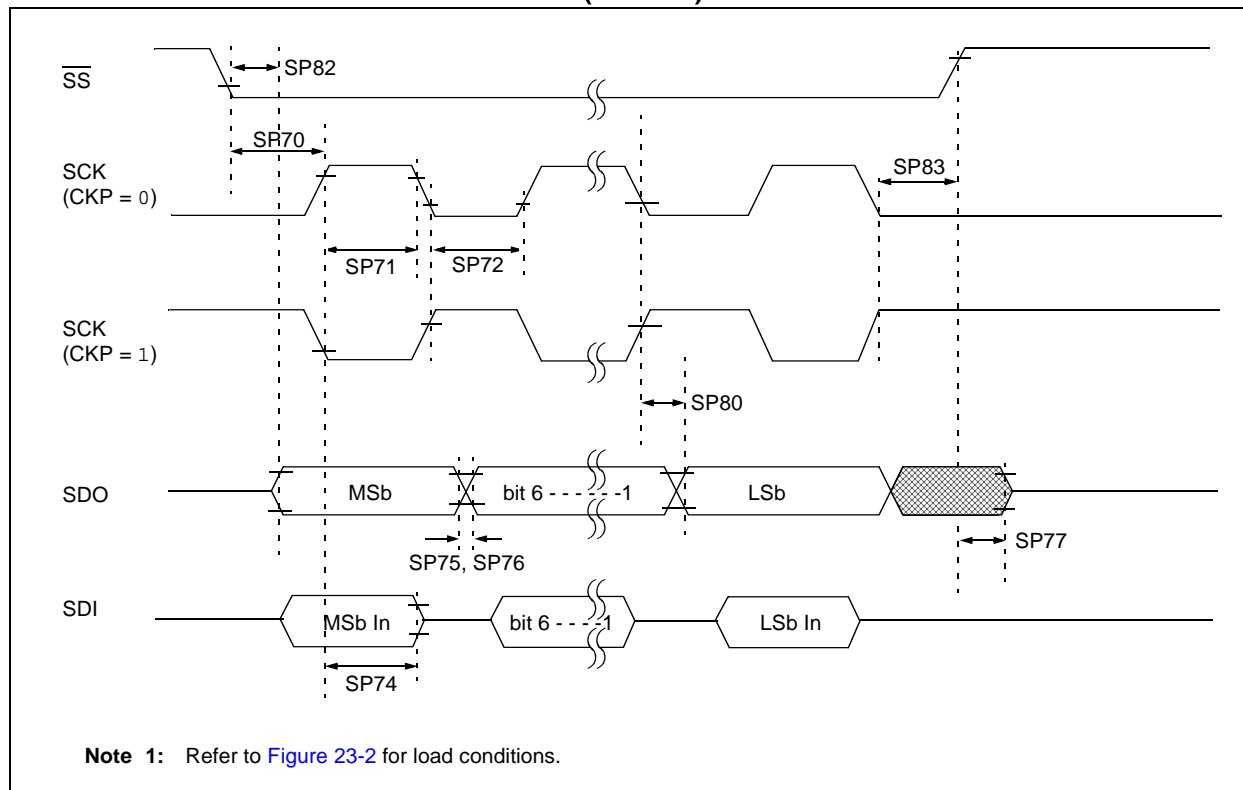 SS
SP82
SP70
SCK
(CKP = 0)
SP83
SP71
SP72
SCK
(CKP = 1)
SP80
SDO
MSb
bit 6 - - - - - -1
LSb
SP75, SP76
SP77
SDI
MSb In
bit 6 - - - -1
LSb In
SP74
Note 1: Refer to Figure 23-2 for load conditions.